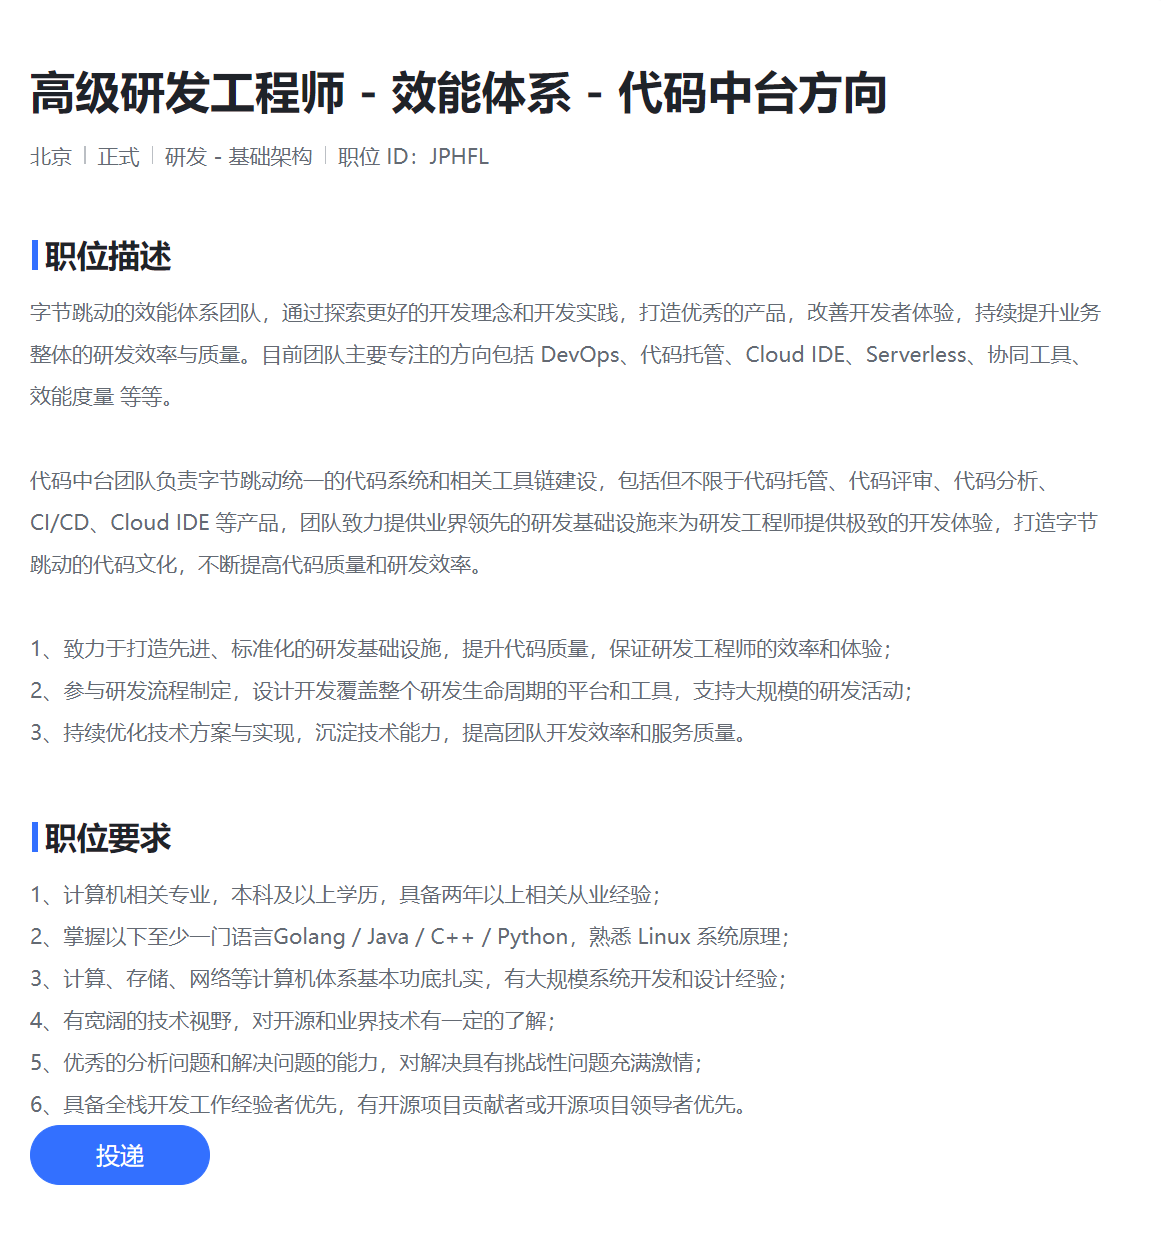 高级研发工程师 - 效能体系 - 代码中台方向
北京 | 正式 | 研发 - 基础架构 | 职位 ID：JPHFL
职位描述
字节跳动的效能体系团队，通过探索更好的开发理念和开发实践，打造优秀的产品，改善开发者体验，持续提升业务
整体的研发效率与质量。目前团队主要专注的方向包括 DevOps、代码托管、Cloud IDE、Serverless、协同工具、
效能度量 等等。
代码中台团队负责字节跳动统一的代码系统和相关工具链建设，包括但不限于代码托管、代码评审、代码分析、
CI/CD、Cloud IDE 等产品，团队致力提供业界领先的研发基础设施来为研发工程师提供极致的开发体验，打造字节
跳动的代码文化，不断提高代码质量和研发效率。
1、致力于打造先进、标准化的研发基础设施，提升代码质量，保证研发工程师的效率和体验；
2、参与研发流程制定，设计开发覆盖整个研发生命周期的平台和工具，支持大规模的研发活动；
3、持续优化技术方案与实现，沉淀技术能力，提高团队开发效率和服务质量。
职位要求
1、计算机相关专业，本科及以上学历，具备两年以上相关从业经验；
2、掌握以下至少一门语言Golang / Java / C++ / Python，熟悉 Linux 系统原理；
3、计算、存储、网络等计算机体系基本功底扎实，有大规模系统开发和设计经验；
4、有宽阔的技术视野，对开源和业界技术有一定的了解；
5、优秀的分析问题和解决问题的能力，对解决具有挑战性问题充满激情；
6、具备全栈开发工作经验者优先，有开源项目贡献者或开源项目领导者优先。
投递